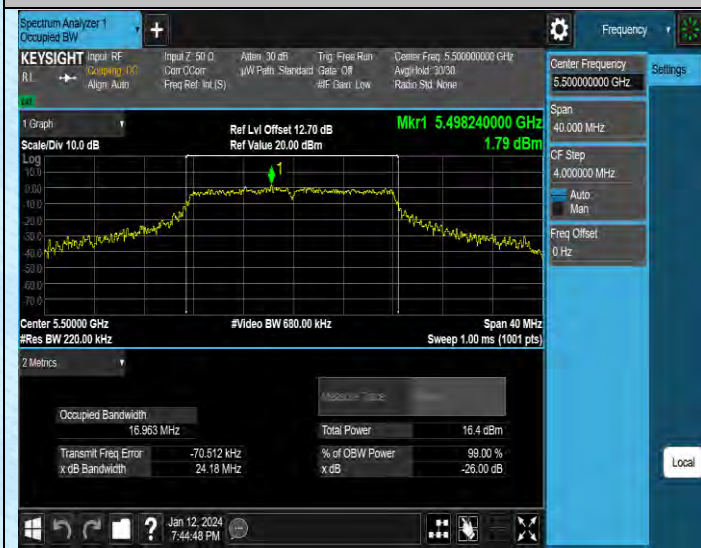 Spectrum Analyzer 1
Occupied BW
+
Frequency
KEYSIGHT Input: RF
Coupling: DC
Align: Auto
Input Z: 50 Ω
Corr CCorr
Freq Ref: Int (S)
Atten: 30 dB
µW Path: Standard
Trig: Free Run
Gate: Off
#IF Gain: Low
Center Freq: 5.500000000 GHz
Avg|Hold: 30/30
Radio Std: None
Center Frequency
5.500000000 GHz
Settings
Span
40.000 MHz
CF Step
4.000000 MHz
Auto
Man
Freq Offset
0 Hz
1 Graph
Scale/Div 10.0 dB
Ref Lvl Offset 12.70 dB
Ref Value 20.00 dBm
Mkr1 5.498240000 GHz
1.79 dBm
Log
10.0
0.00
-10.0
-20.0
-30.0
-40.0
-50.0
-60.0
-70.0
1
Center 5.50000 GHz
#Res BW 220.00 kHz
#Video BW 680.00 kHz
Span 40 MHz
Sweep 1.00 ms (1001 pts)
2 Metrics
Measure Trace
Occupied Bandwidth
16.963 MHz
Total Power 16.4 dBm
Transmit Freq Error -70.512 kHz
% of OBW Power 99.00 %
x dB Bandwidth 24.18 MHz
x dB -26.00 dB
Local
?
Jan 12, 2024
7:44:48 PM